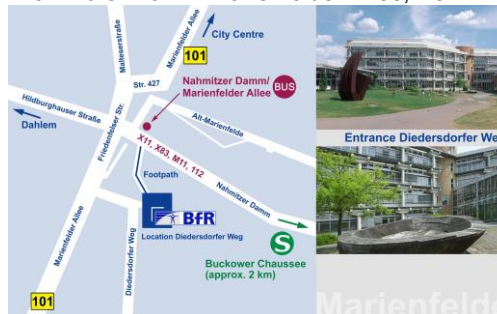 Malteserstraße
Marienfelder Allee
City Centre
101
Str. 427
Nahmitzer Damm/
Marienfelder Allee
BUS
Hildburghauser Straße
Dahlem
Friedenfelser Str.
Alt-Marienfelde
X11, X83, M11, 112
Footpath
Nahmitzer Damm
BfR
Location Diedersdorfer Weg
Marienfelder Allee
Diedersdorfer Weg
S
Buckower Chaussee
(approx. 2 km)
101
Entrance Diedersdorfer We
Marienfelde